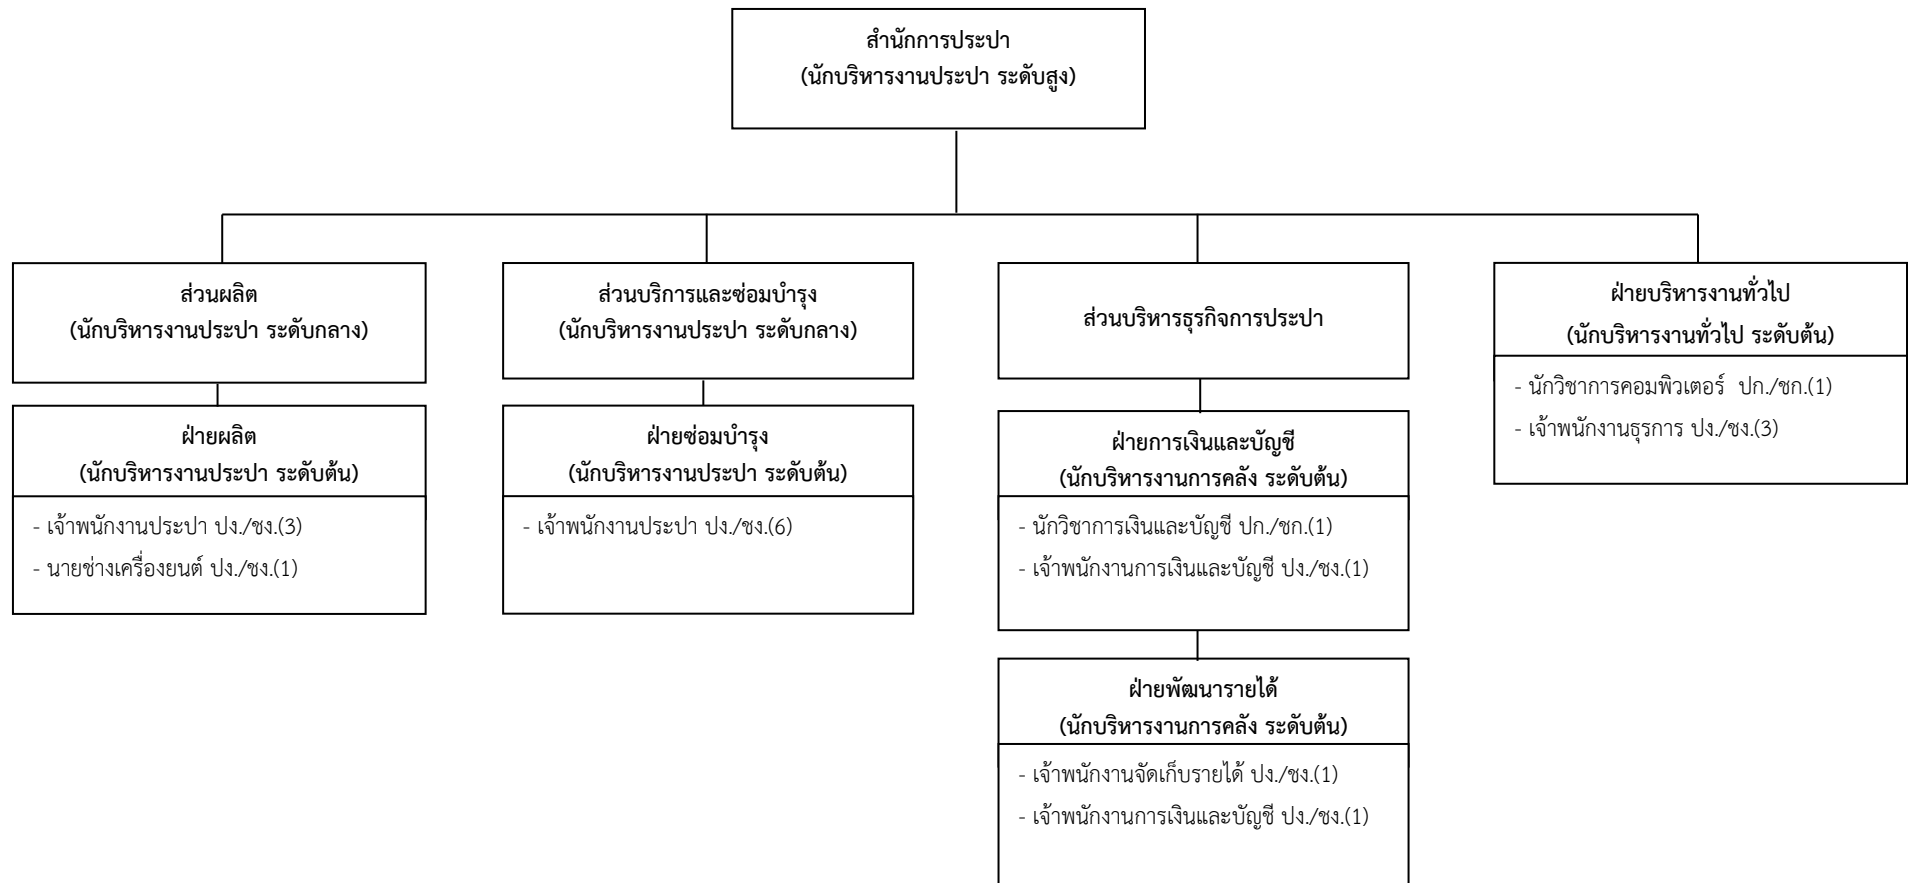 สำนักการประปา
(นักบริหารงานประปา ระดับสูง)
ส่วนผลิต
(นักบริหารงานประปา ระดับกลาง)
ฝ่ายผลิต
(นักบริหารงานประปา ระดับต้น)
- เจ้าพนักงานประปา ปง./ชง.(3)
- นายช่างเครื่องยนต์ ปง./ชง.(1)
ส่วนบริการและซ่อมบำรุง
(นักบริหารงานประปา ระดับกลาง)
ฝ่ายซ่อมบำรุง
(นักบริหารงานประปา ระดับต้น)
- เจ้าพนักงานประปา ปง./ชง.(6)
ส่วนบริหารธุรกิจการประปา
ฝ่ายการเงินและบัญชี
(นักบริหารงานการคลัง ระดับต้น)
- นักวิชาการเงินและบัญชี ปก./ชก.(1)
- เจ้าพนักงานการเงินและบัญชี ปง./ชง.(1)
ฝ่ายพัฒนารายได้
(นักบริหารงานการคลัง ระดับต้น)
- เจ้าพนักงานจัดเก็บรายได้ ปง./ชง.(1)
- เจ้าพนักงานการเงินและบัญชี ปง./ชง.(1)
ฝ่ายบริหารงานทั่วไป
(นักบริหารงานทั่วไป ระดับต้น)
- นักวิชาการคอมพิวเตอร์ ปก./ชก.(1)
- เจ้าพนักงานธุรการ ปง./ชง.(3)